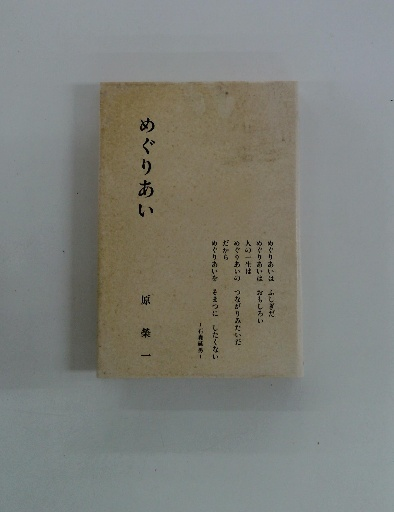 めぐりあい
原 榮一
めぐりあいは ふしぎだ
めぐりあいは おもしろい
人の一生は
めぐりあいの つながりみたいだ
だから
めぐりあいを そまつに したくない